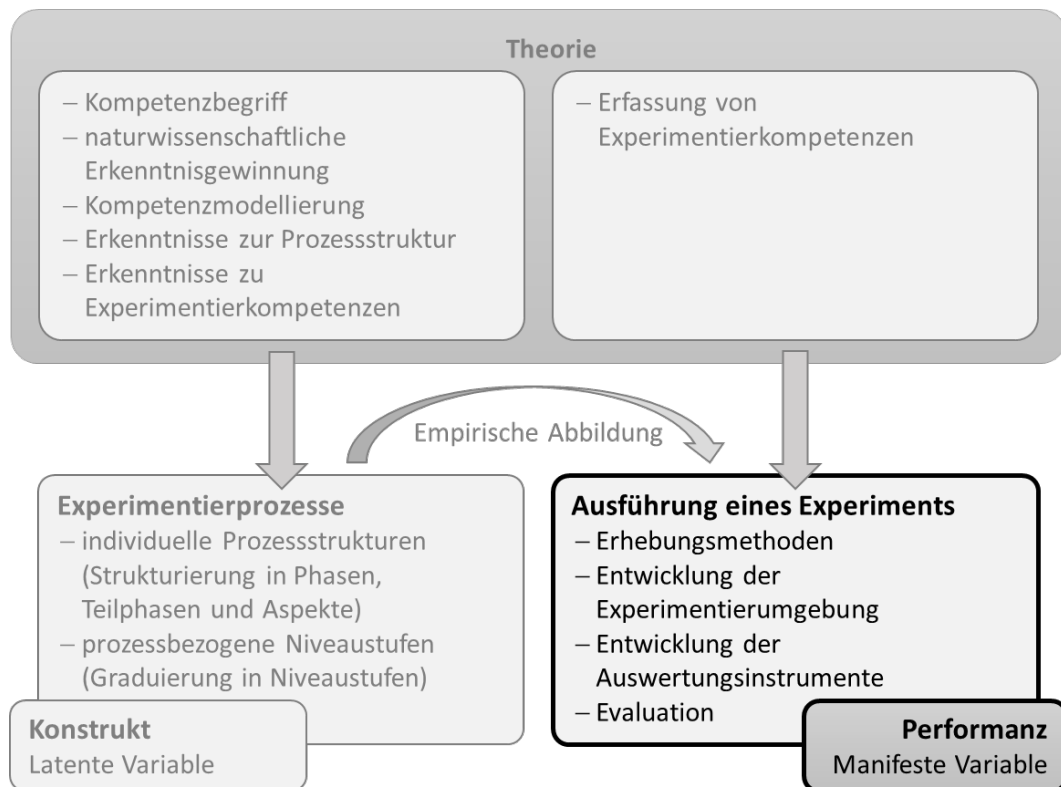 Theorie
– Kompetenzbegriff
– naturwissenschaftliche
Erkenntnisgewinnung
– Kompetenzmodellierung
– Erkenntnisse zur Prozessstruktur
– Erkenntnisse zu
Experimentierkompetenzen
– Erfassung von
Experimentierkompetenzen
Empirische Abbildung
Experimentierprozesse
– individuelle Prozessstrukturen
(Strukturierung in Phasen,
Teilphasen und Aspekte)
– prozessbezogene Niveaustufen
(Graduierung in Niveaustufen)
Konstrukt
Latente Variable
Ausführung eines Experiments
– Erhebungsmethoden
– Entwicklung der
Experimentierumgebung
– Entwicklung der
Auswertungsinstrumente
– Evaluation
Performanz
Manifeste Variable